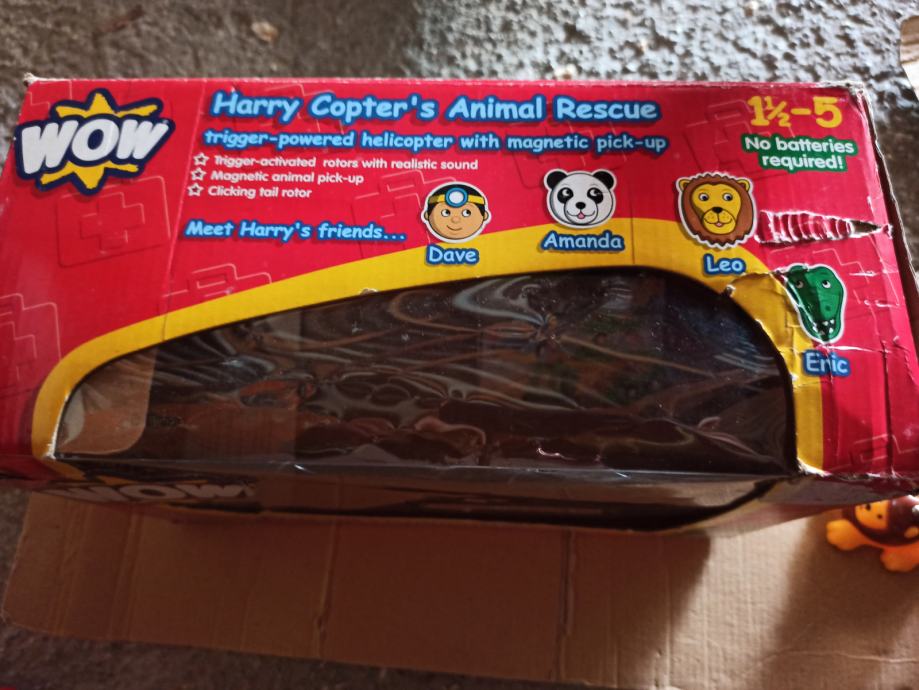 WOW
Harry Copter's Animal Rescue
trigger-powered helicopter with magnetic pick-up
Trigger-activated rotors with realistic sound
Magnetic animal pick-up
Clicking tail rotor
1½-5
No batteries
required!
Meet Harry's friends...
Dave
Amanda
Leo
Eric
WOW